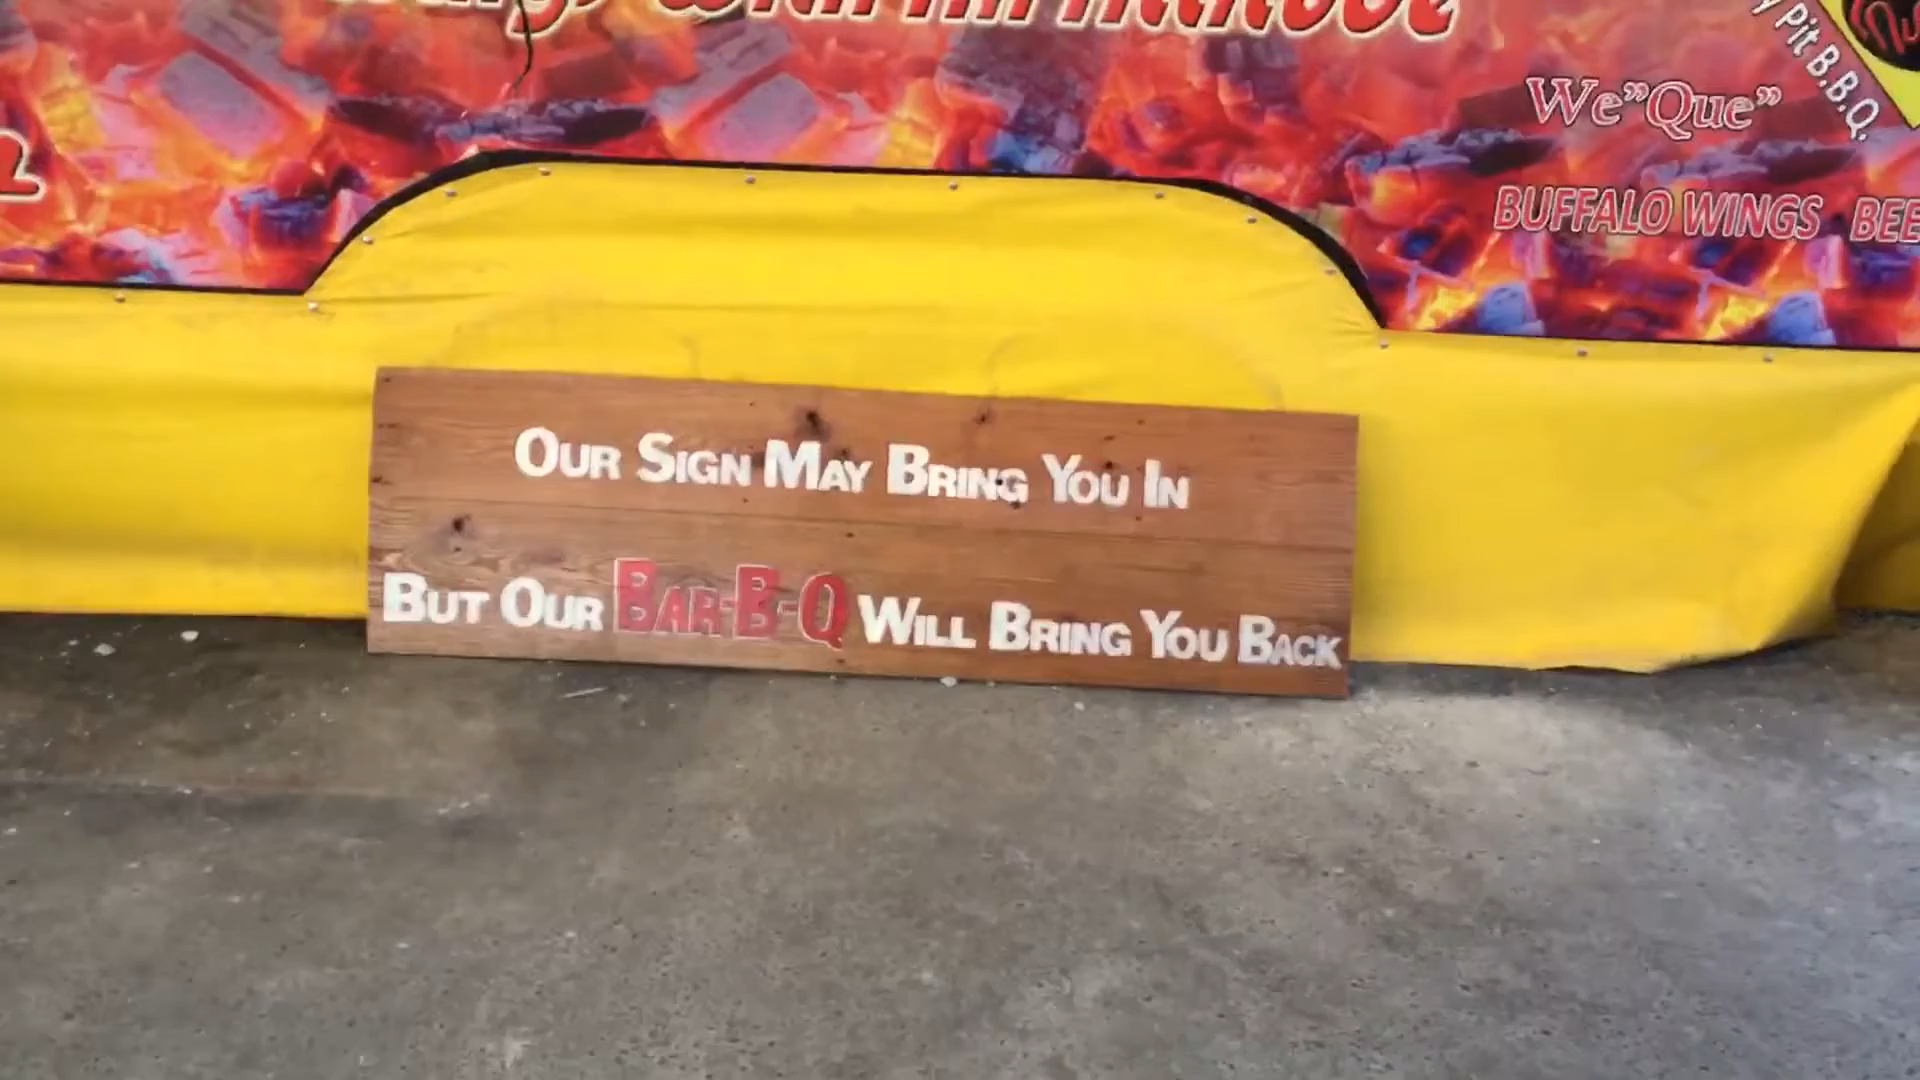 y Pit B.B.Q.
We"Que"
BUFFALO WINGS BEE
OUR SIGN MAY BRING YOU IN
BUT OUR BAR-B-Q WILL BRING YOU BACK